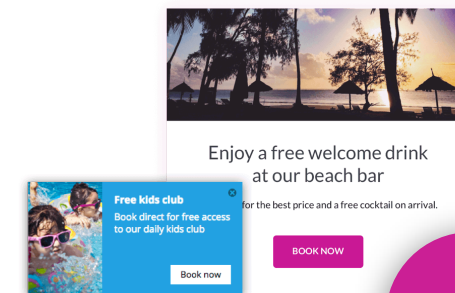 Enjoy a free welcome drink
at our beach bar
for the best price and a free cocktail on arrival.
BOOK NOW
Free kids club
Book direct for free access
to our daily kids club
Book now